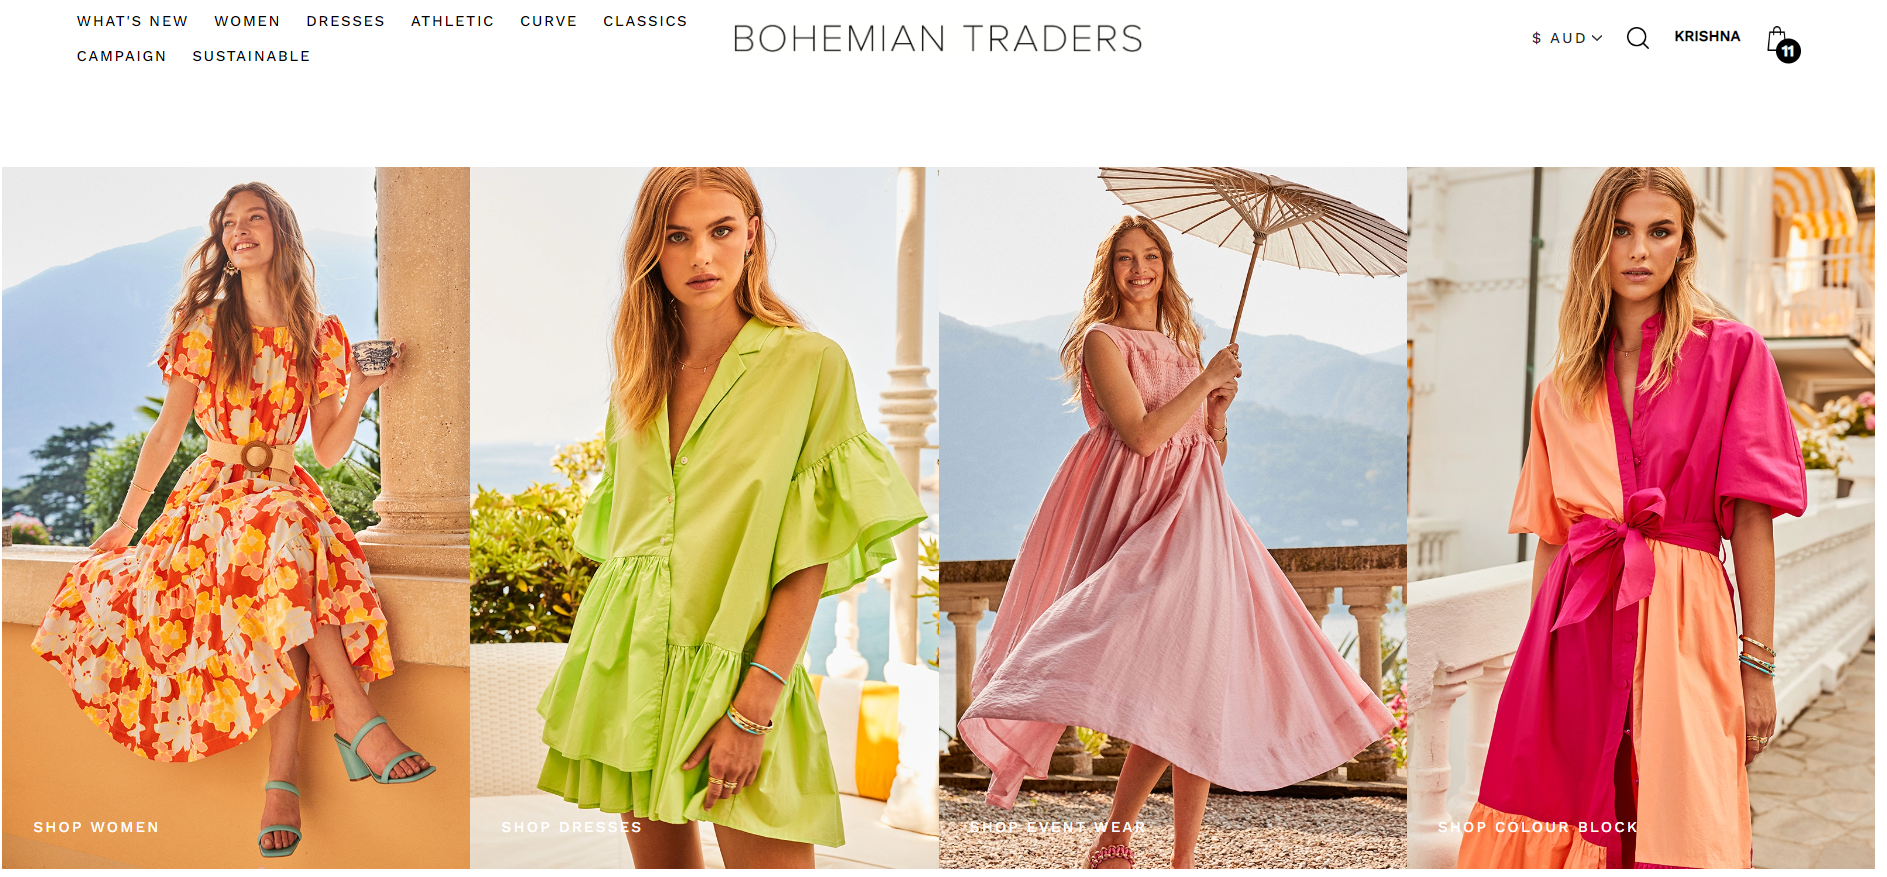 WHAT'S NEW WOMEN DRESSES ATHLETIC CURVE CLASSICS
CAMPAIGN SUSTAINABLE
BOHEMIAN TRADERS
$ AUD KRISHNA 11
SHOP WOMEN
SHOP DRESSES
SHOP EVENT WEAR
SHOP COLOUR BLOCK